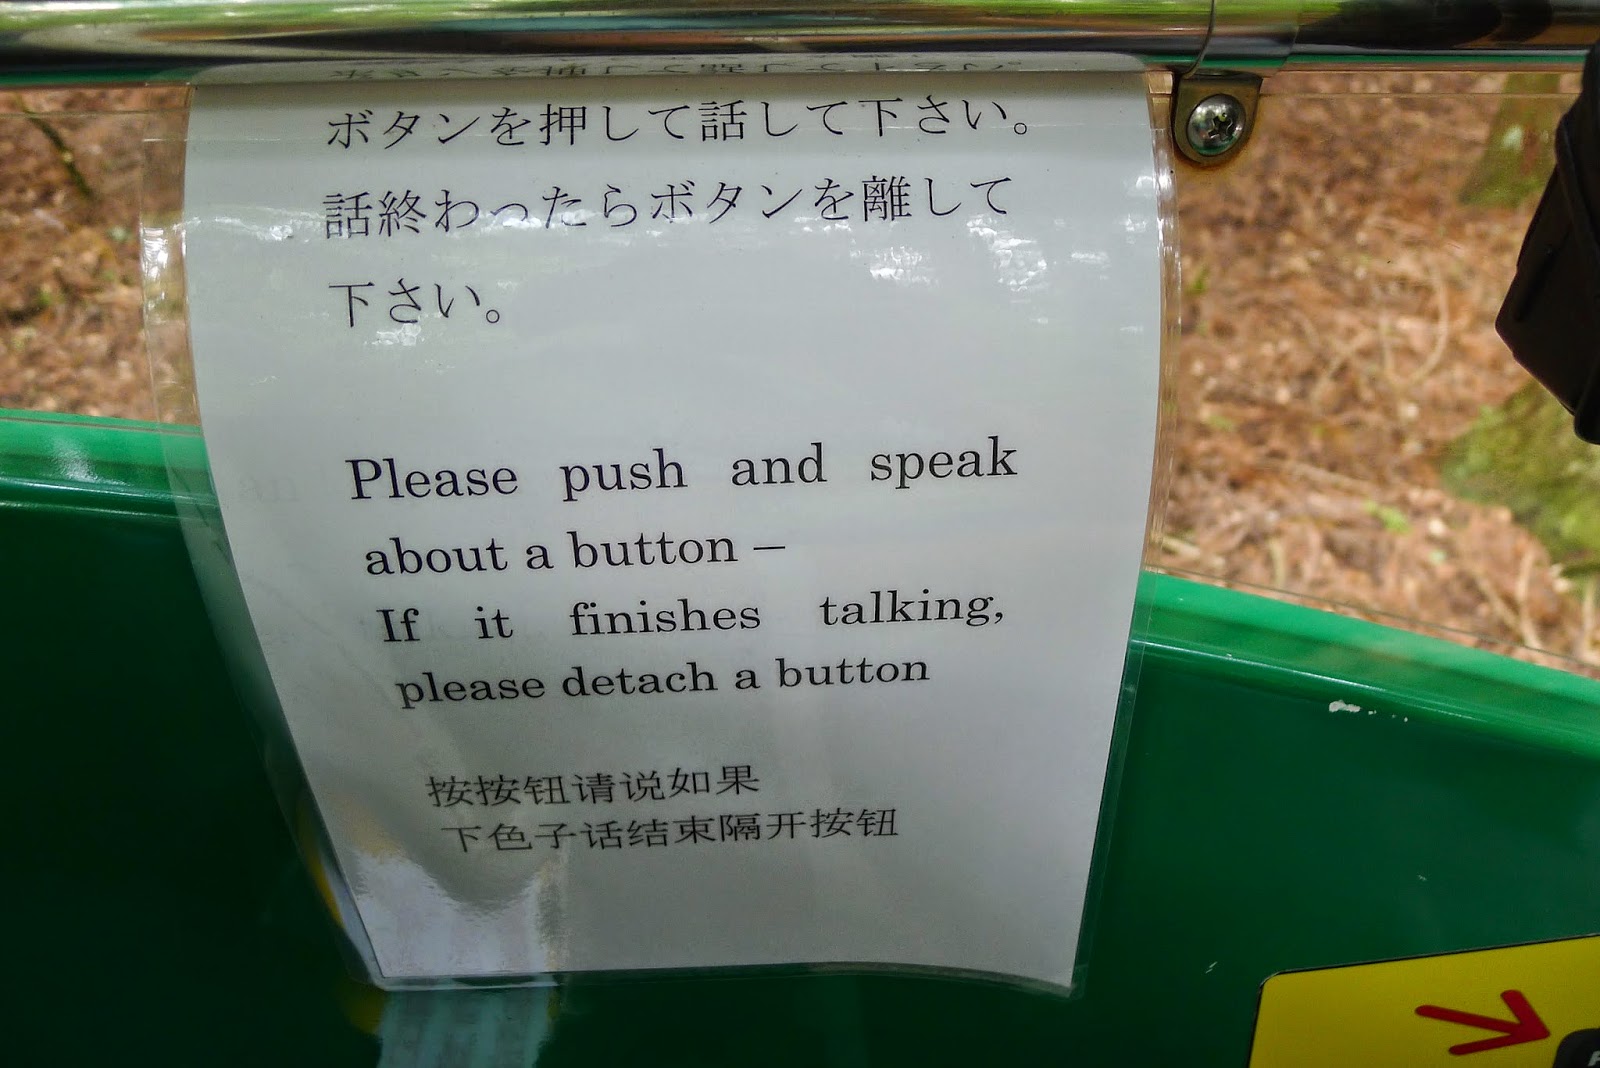 ボタンを押して話して下さい。
話終わったらボタンを離して
下さい。
Please push and speak
about a button –
If it finishes talking,
please detach a button
按按钮请说如果
下色子话结束隔开按钮